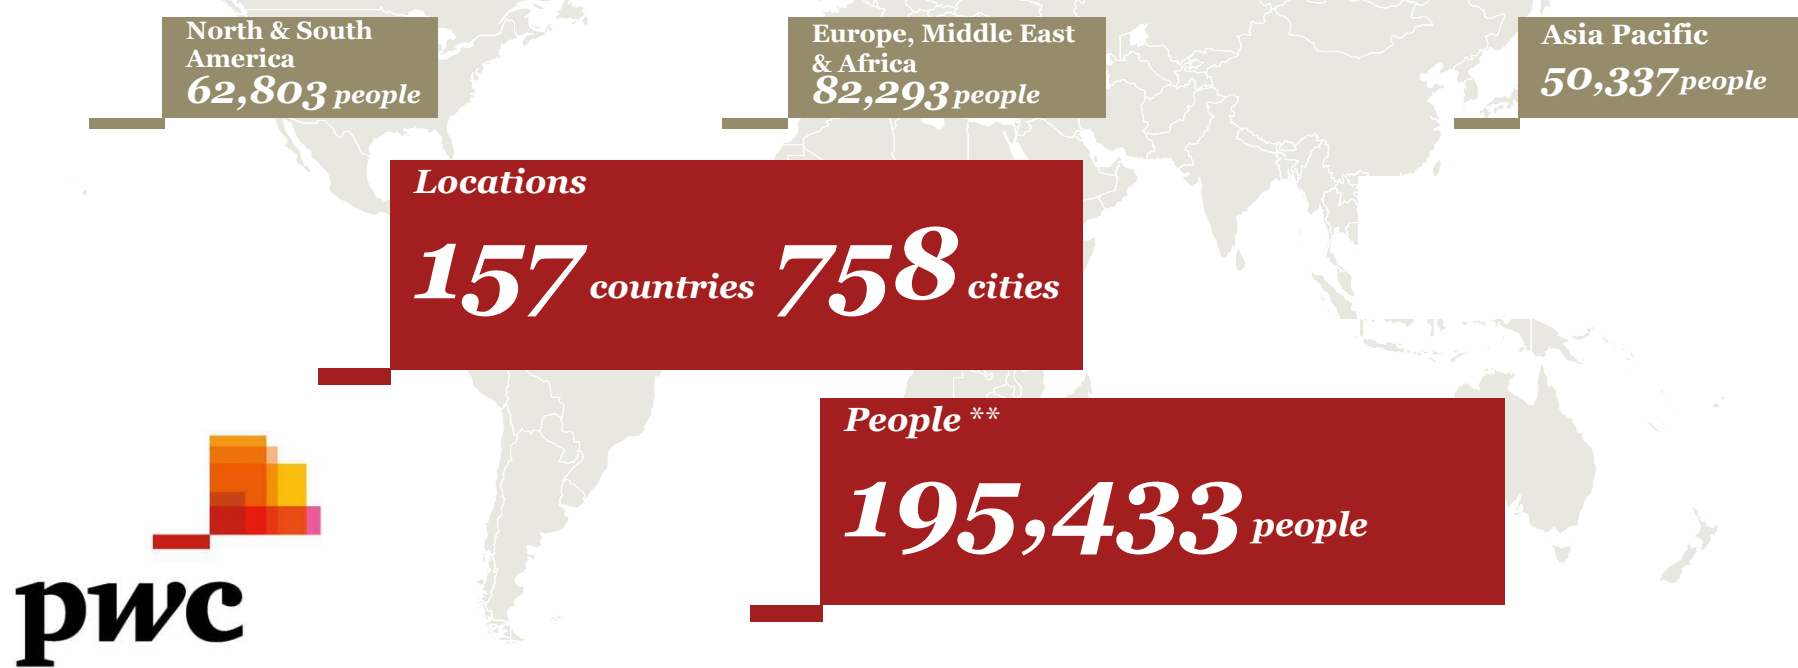 North & South
America
62,803 people
Europe, Middle East
& Africa
82,293 people
Asia Pacific
50,337 people
Locations
157 countries 758 cities
People **
195,433 people
pwc